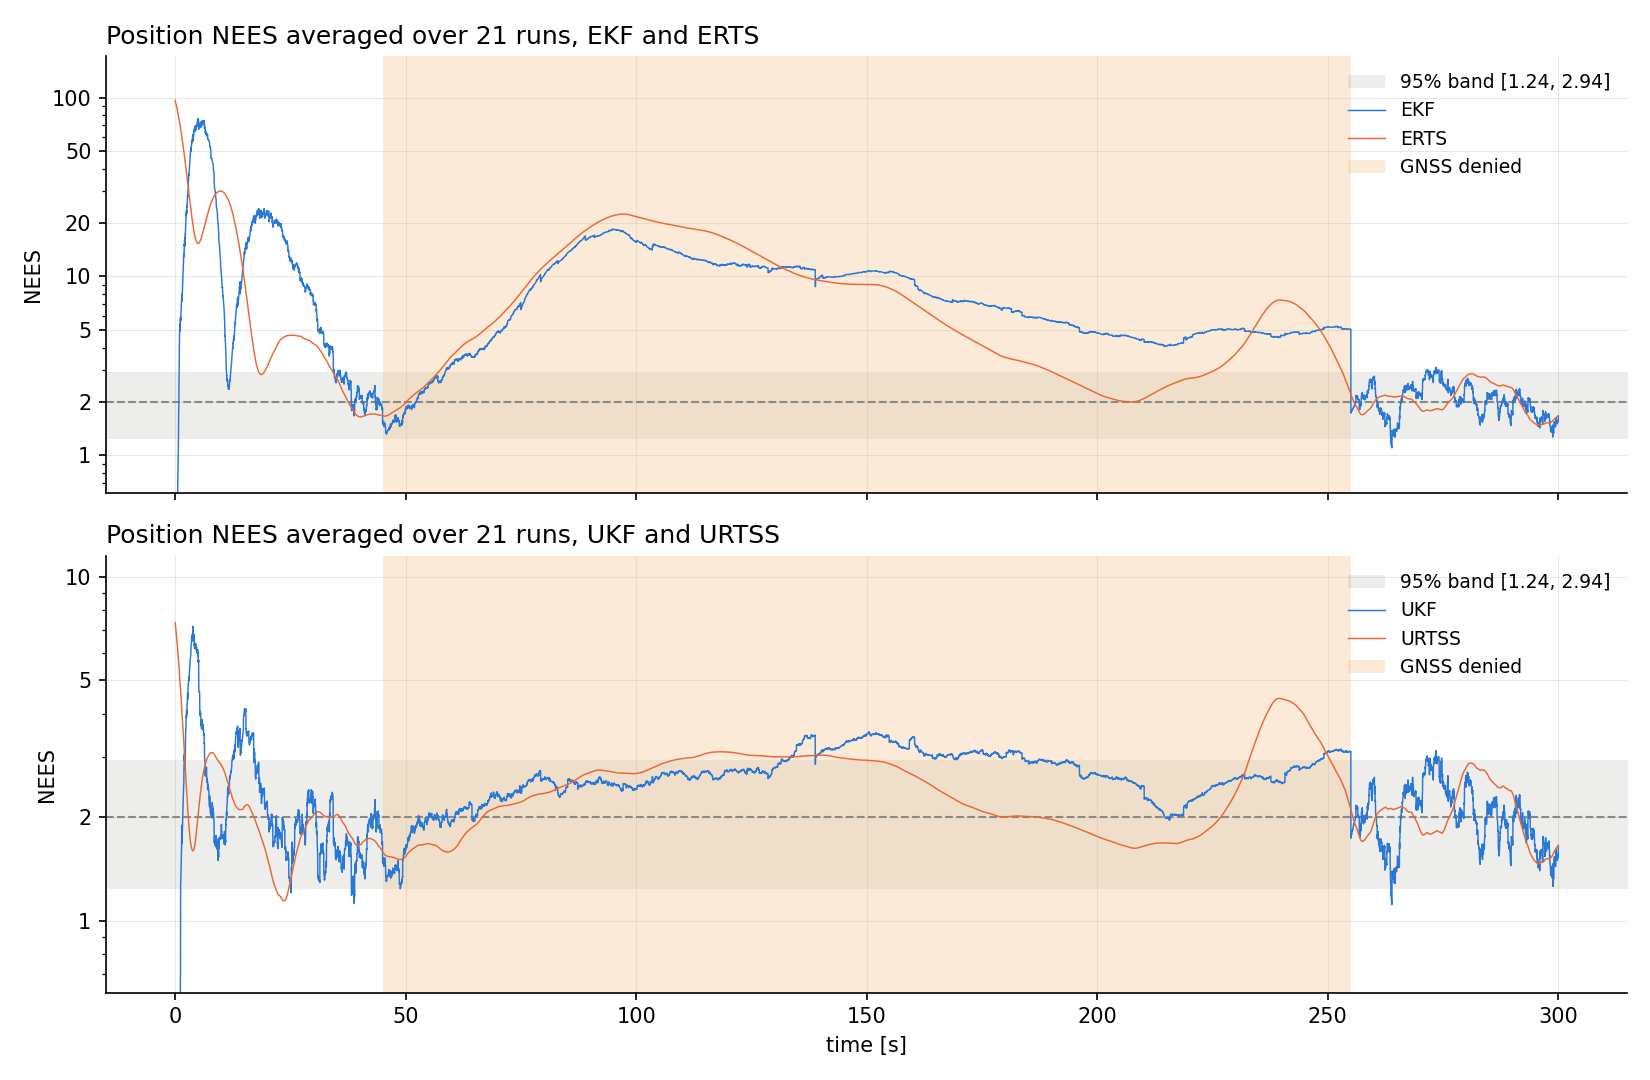 Position NEES averaged over 21 runs, EKF and ERTS
95% band [1.24, 2.94]
EKF
ERTS
GNSS denied
100
50
20
10
5
2
1
NEES
Position NEES averaged over 21 runs, UKF and URTSS
95% band [1.24, 2.94]
UKF
URTSS
GNSS denied
10
5
2
1
NEES
0 50 100 150 200 250 300
time [s]